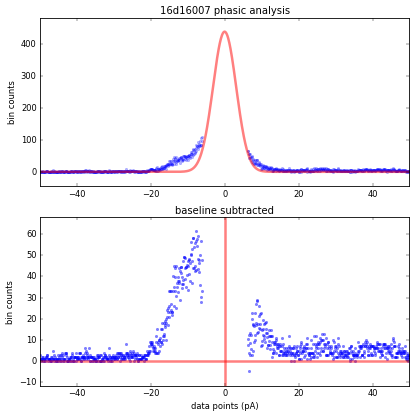 16d16007 phasic analysis
400
300
200
100
0
bin counts
−40 −20 0 20 40
baseline subtracted
60
50
40
30
20
10
0
−10
bin counts
−40 −20 0 20 40
data points (pA)